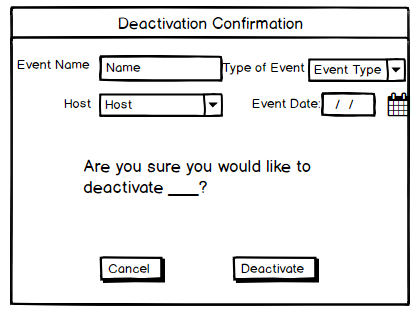 Deactivation Confirmation
Event Name Name Type of Event Event Type
Host Host Event Date: / /
Are you sure you would like to
deactivate ___?
Cancel Deactivate